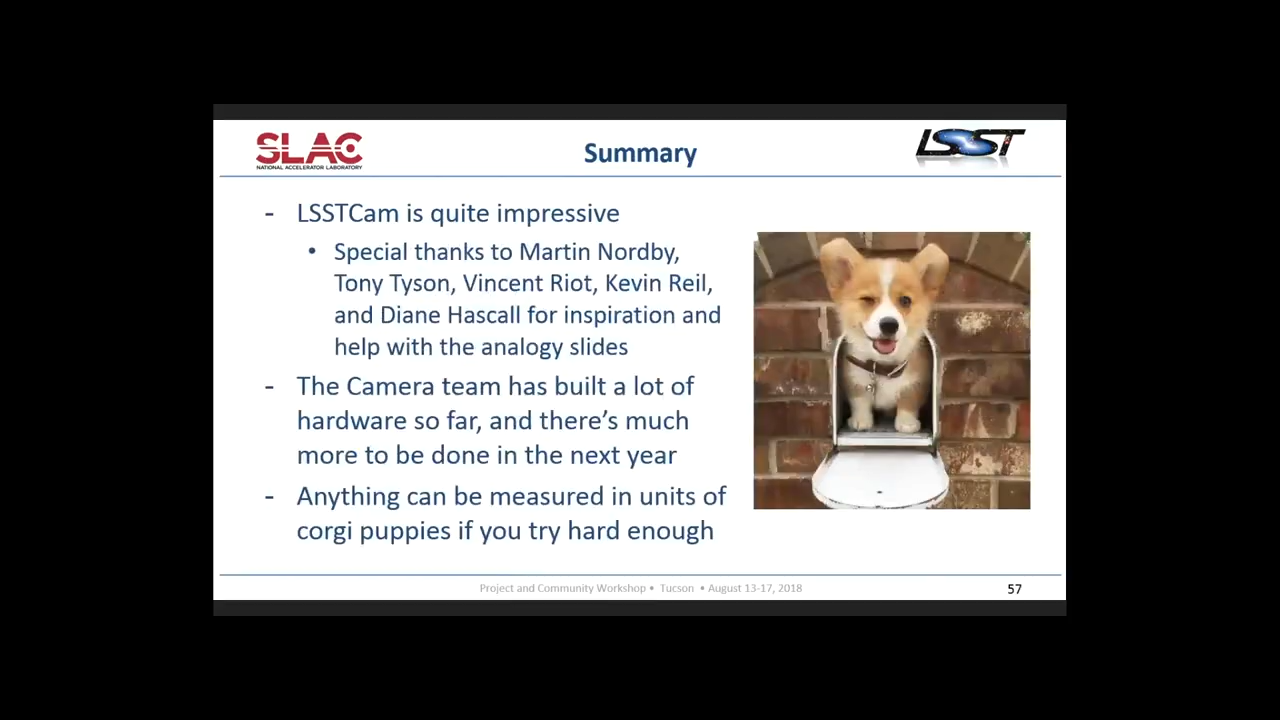 SLAC
NATIONAL ACCELERATOR LABORATORY
Summary
LSST
- LSSTCam is quite impressive
• Special thanks to Martin Nordby,
Tony Tyson, Vincent Riot, Kevin Reil,
and Diane Hascall for inspiration and
help with the analogy slides
- The Camera team has built a lot of
hardware so far, and there’s much
more to be done in the next year
- Anything can be measured in units of
corgi puppies if you try hard enough
Project and Community Workshop • Tucson • August 13-17, 2018
57